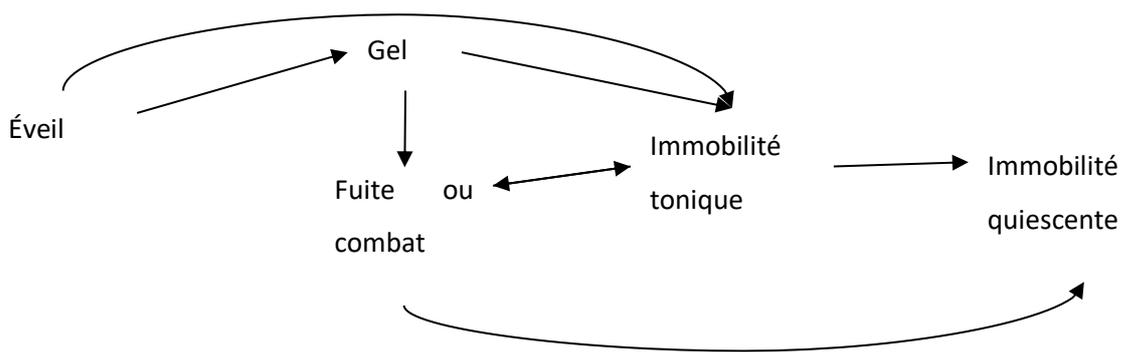 Gel
Éveil
Fuite ou
combat
Immobilité
tonique
Immobilité
quiescente